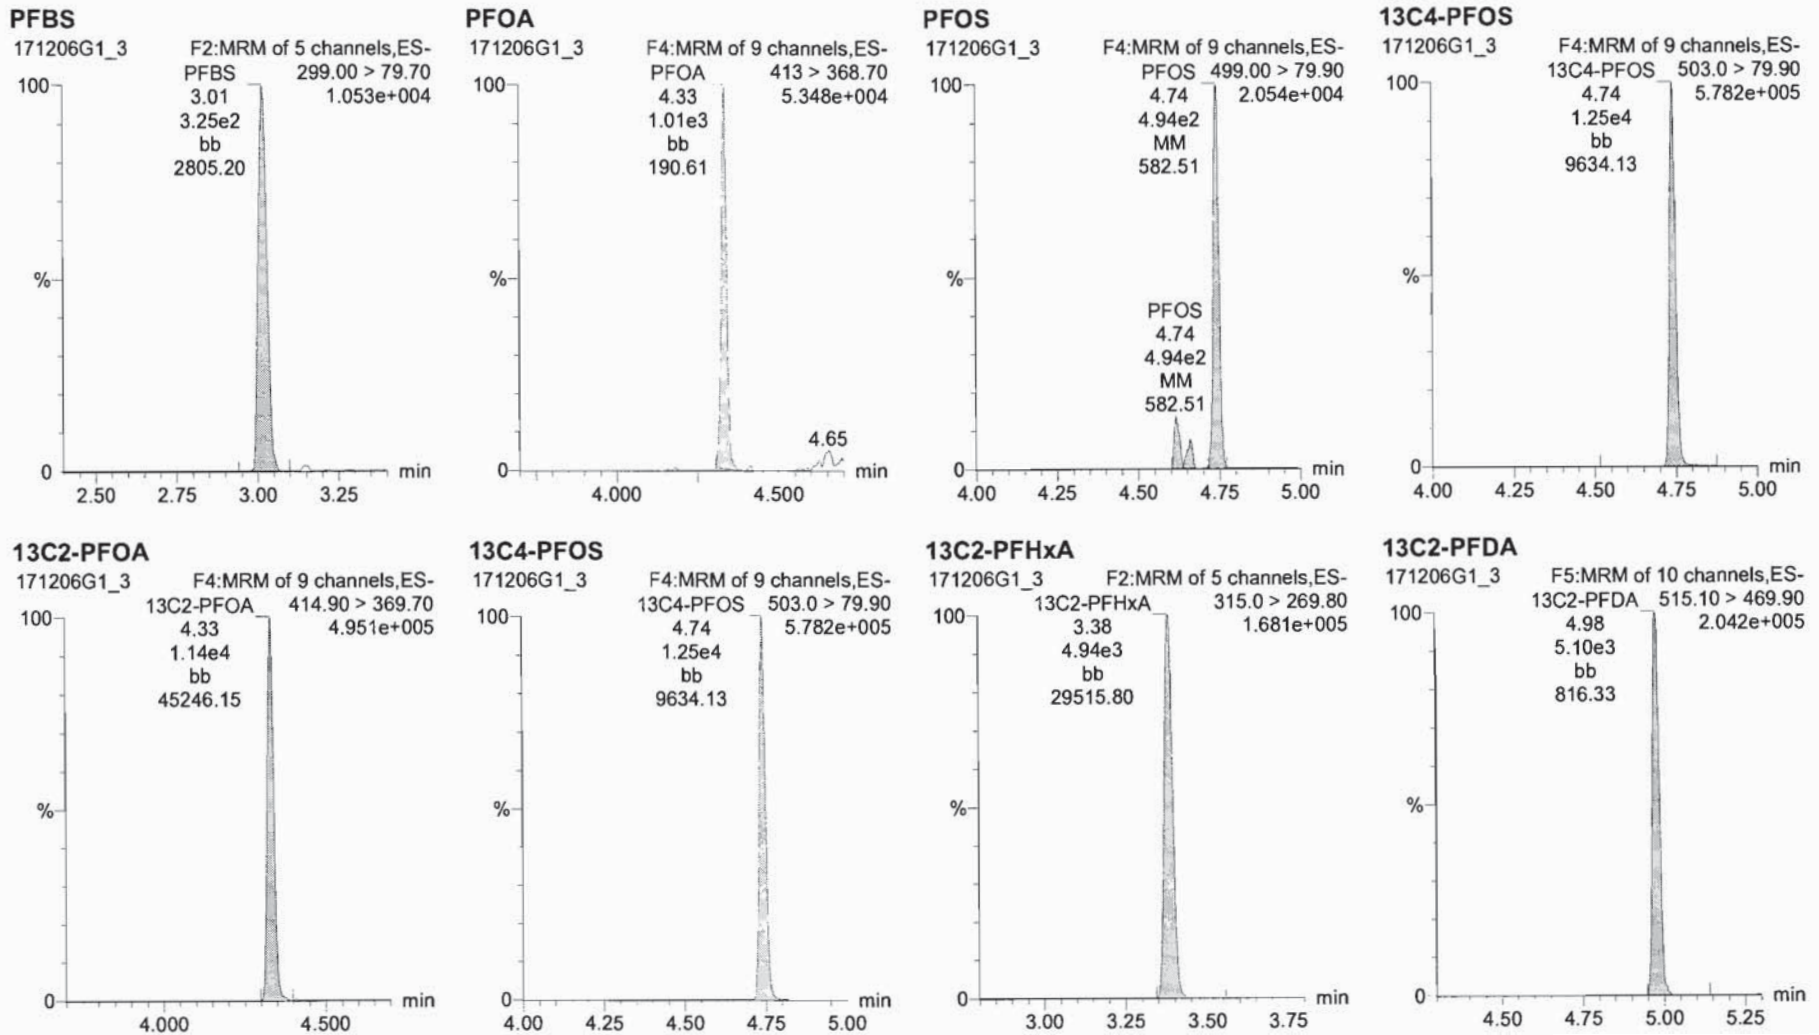 PFBS
171206G1_3 F2:MRM of 5 channels,ES-
PFBS 299.00 > 79.70
3.01 1.053e+004
3.25e2
bb
2805.20
100
%
0
min
2.50 2.75 3.00 3.25
PFOA
171206G1_3 F4:MRM of 9 channels,ES-
PFOA 413 > 368.70
4.33 5.348e+004
1.01e3
bb
190.61
100
%
4.65
0
min
4.000 4.500
PFOS
171206G1_3 F4:MRM of 9 channels,ES-
PFOS 499.00 > 79.90
4.74 2.054e+004
4.94e2
MM
582.51
100
%
PFOS
4.74
4.94e2
MM
582.51
0
min
4.00 4.25 4.50 4.75 5.00
13C4-PFOS
171206G1_3 F4:MRM of 9 channels,ES-
13C4-PFOS 503.0 > 79.90
4.74 5.782e+005
1.25e4
bb
9634.13
100
%
0
min
4.00 4.25 4.50 4.75 5.00
13C2-PFOA
171206G1_3 F4:MRM of 9 channels,ES-
13C2-PFOA 414.90 > 369.70
4.33 4.951e+005
1.14e4
bb
45246.15
100
%
0
min
4.000 4.500
13C4-PFOS
171206G1_3 F4:MRM of 9 channels,ES-
13C4-PFOS 503.0 > 79.90
4.74 5.782e+005
1.25e4
bb
9634.13
100
%
0
min
4.00 4.25 4.50 4.75 5.00
13C2-PFHxA
171206G1_3 F2:MRM of 5 channels,ES-
13C2-PFHxA 315.0 > 269.80
3.38 1.681e+005
4.94e3
bb
29515.80
100
%
0
min
3.00 3.25 3.50 3.75
13C2-PFDA
171206G1_3 F5:MRM of 10 channels,ES-
13C2-PFDA 515.10 > 469.90
4.98 2.042e+005
5.10e3
bb
816.33
100
%
0
min
4.50 4.75 5.00 5.25